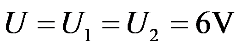 U = U₁ = U₂ = 6V